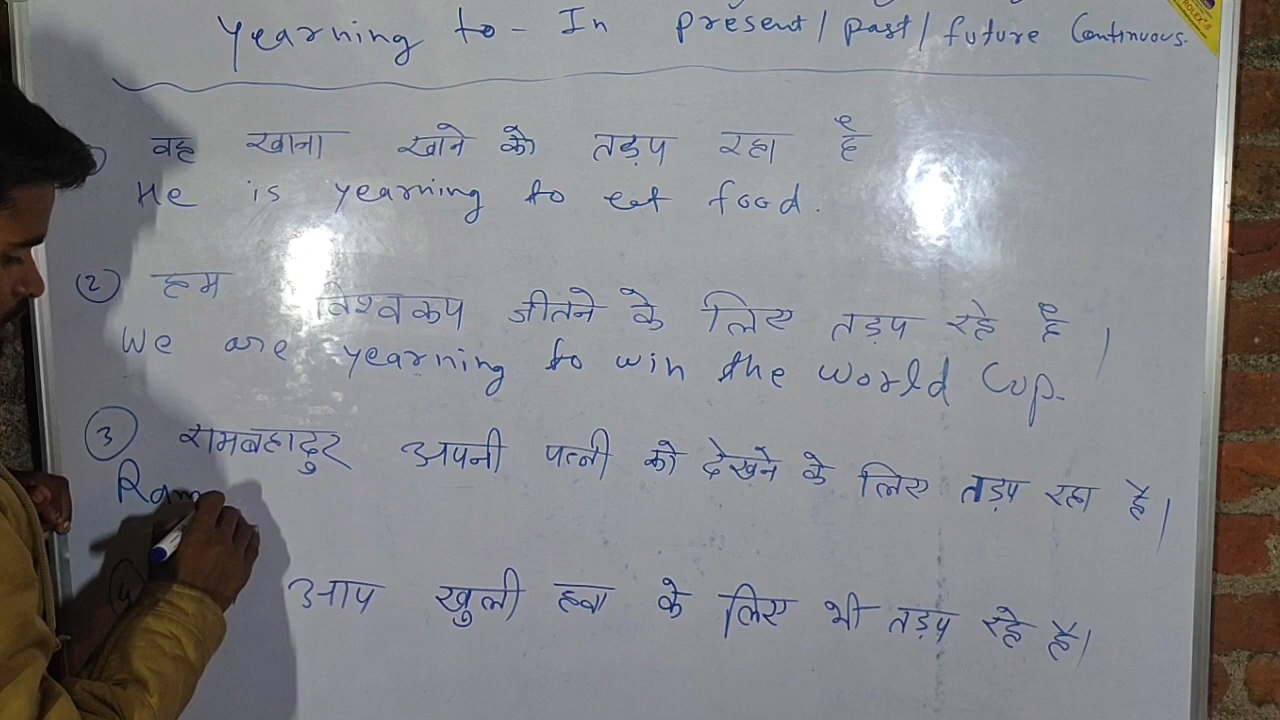 Yearning to - In present / past / future Continuous.
ROLEX
वह खाना खाने को तड़प रहा है
He is yearning to eat food.
(2) हम विश्वकप जीतने के लिए तड़प रहे है ।
We are yearning to win the world Cup.
(3) रामबहादुर अपनी पत्नी को देखने के लिए तड़प रहा है।
Ram
आप खुली हवा के लिए भी तड़प रहे है।